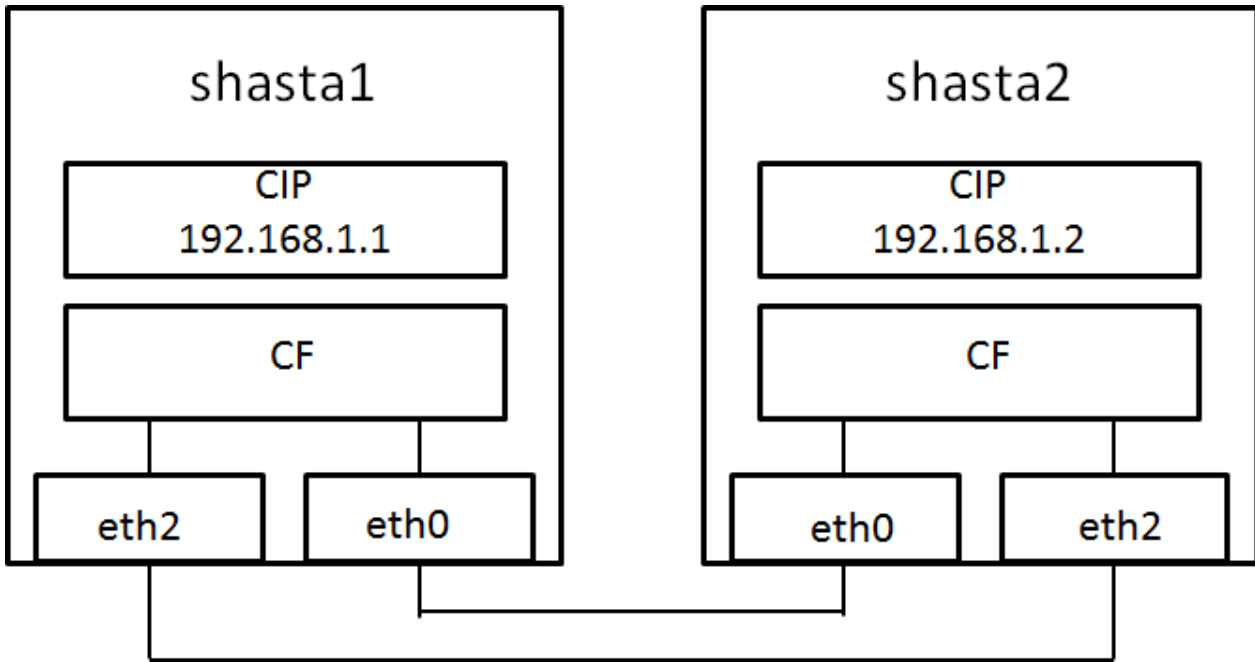 shasta1
CIP
192.168.1.1
CF
eth2
eth0
shasta2
CIP
192.168.1.2
CF
eth0
eth2